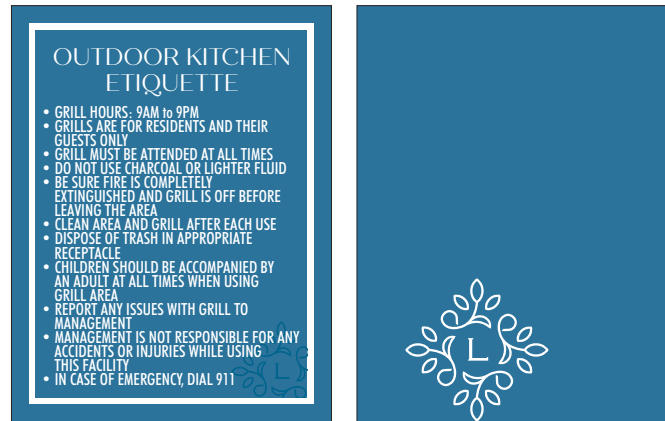 OUTDOOR KITCHEN
ETIQUETTE
• GRILL HOURS: 9AM to 9PM
• GRILLS ARE FOR RESIDENTS AND THEIR
GUESTS ONLY
• GRILL MUST BE ATTENDED AT ALL TIMES
• DO NOT USE CHARCOAL OR LIGHTER FLUID
• BE SURE FIRE IS COMPLETELY
EXTINGUISHED AND GRILL IS OFF BEFORE
LEAVING THE AREA
• CLEAN AREA AND GRILL AFTER EACH USE
• DISPOSE OF TRASH IN APPROPRIATE
RECEPTACLE
• CHILDREN SHOULD BE ACCOMPANIED BY
AN ADULT AT ALL TIMES WHEN USING
GRILL AREA
• REPORT ANY ISSUES WITH GRILL TO
MANAGEMENT
• MANAGEMENT IS NOT RESPONSIBLE FOR ANY
ACCIDENTS OR INJURIES WHILE USING
THIS FACILITY
• IN CASE OF EMERGENCY, DIAL 911
L
L